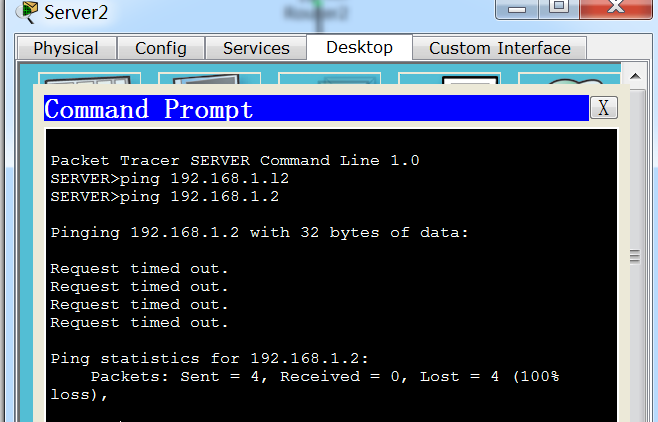 Server2
Router2
Physical Config Services Desktop Custom Interface
Command Prompt X
Packet Tracer SERVER Command Line 1.0
SERVER>ping 192.168.1.l2
SERVER>ping 192.168.1.2
Pinging 192.168.1.2 with 32 bytes of data:
Request timed out.
Request timed out.
Request timed out.
Request timed out.
Ping statistics for 192.168.1.2:
Packets: Sent = 4, Received = 0, Lost = 4 (100%
loss),